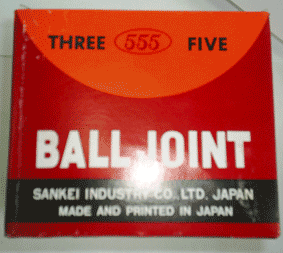 THREE 555 FIVE
BALL JOINT
SANKEI INDUSTRY CO. LTD. JAPAN
MADE AND PRINTED IN JAPAN